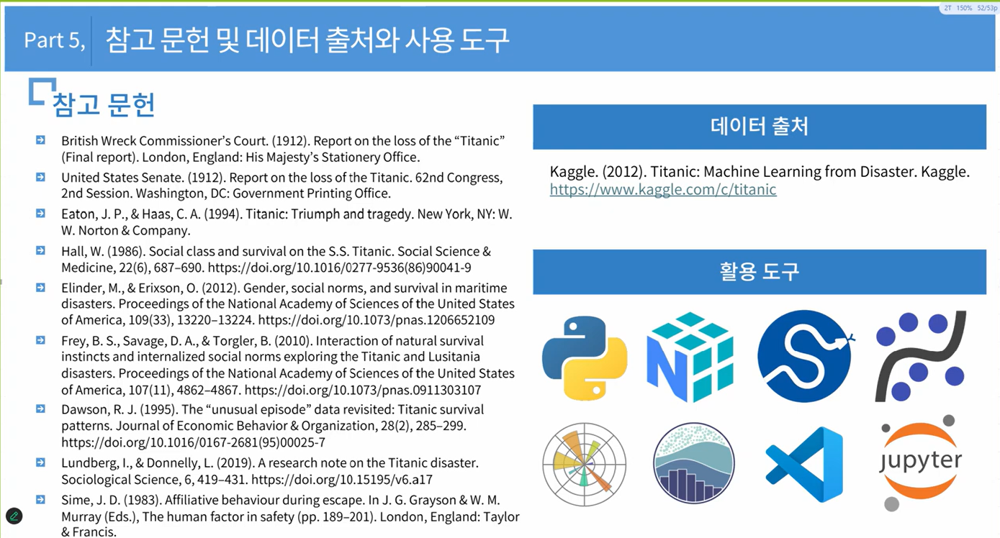 2T 150% 52/53p
Part 5, 참고 문헌 및 데이터 출처와 사용 도구
참고 문헌
British Wreck Commissioner’s Court. (1912). Report on the loss of the “Titanic”
(Final report). London, England: His Majesty’s Stationery Office.
United States Senate. (1912). Report on the loss of the Titanic. 62nd Congress,
2nd Session. Washington, DC: Government Printing Office.
Eaton, J. P., & Haas, C. A. (1994). Titanic: Triumph and tragedy. New York, NY: W.
W. Norton & Company.
Hall, W. (1986). Social class and survival on the S.S. Titanic. Social Science &
Medicine, 22(6), 687–690. https://doi.org/10.1016/0277-9536(86)90041-9
Elinder, M., & Erixson, O. (2012). Gender, social norms, and survival in maritime
disasters. Proceedings of the National Academy of Sciences of the United States
of America, 109(33), 13220–13224. https://doi.org/10.1073/pnas.1206652109
Frey, B. S., Savage, D. A., & Torgler, B. (2010). Interaction of natural survival
instincts and internalized social norms exploring the Titanic and Lusitania
disasters. Proceedings of the National Academy of Sciences of the United States
of America, 107(11), 4862–4867. https://doi.org/10.1073/pnas.0911303107
Dawson, R. J. (1995). The “unusual episode” data revisited: Titanic survival
patterns. Journal of Economic Behavior & Organization, 28(2), 285–299.
https://doi.org/10.1016/0167-2681(95)00025-7
Lundberg, I., & Donnelly, L. (2019). A research note on the Titanic disaster.
Sociological Science, 6, 419–431. https://doi.org/10.15195/v6.a17
Sime, J. D. (1983). Affiliative behaviour during escape. In J. G. Grayson & W. M.
Murray (Eds.), The human factor in safety (pp. 189–201). London, England: Taylor
& Francis.
데이터 출처
Kaggle. (2012). Titanic: Machine Learning from Disaster. Kaggle.
https://www.kaggle.com/c/titanic
활용 도구
jupyter